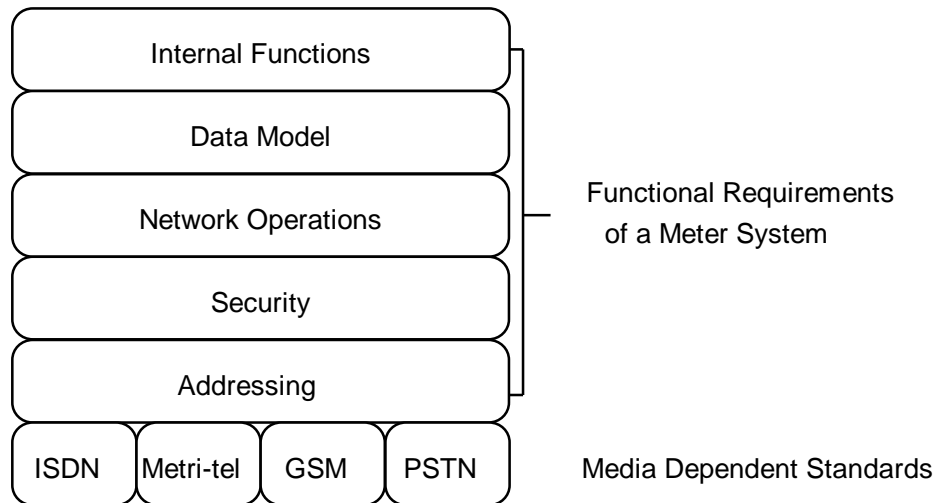 Internal Functions
Data Model
Network Operations
Functional Requirements
of a Meter System
Security
Addressing
ISDN Metri-tel GSM PSTN Media Dependent Standards